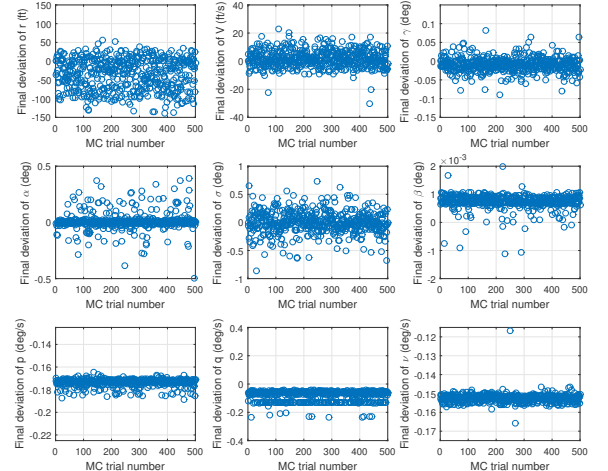 Final deviation of r (ft)
150
100
50
0
-50
-100
-150
0 100 200 300 400 500
MC trial number
Final deviation of V (ft/s)
40
20
0
-20
-40
0 100 200 300 400 500
MC trial number
Final deviation of γ (deg)
0.15
0.1
0.05
0
-0.05
-0.1
-0.15
0 100 200 300 400 500
MC trial number
Final deviation of α (deg)
0.5
0
-0.5
0 100 200 300 400 500
MC trial number
Final deviation of σ (deg)
1
0.5
0
-0.5
-1
0 100 200 300 400 500
MC trial number
Final deviation of β (deg)
×10⁻³
2
1
0
-1
-2
0 100 200 300 400 500
MC trial number
Final deviation of p (deg/s)
-0.14
-0.16
-0.18
-0.2
-0.22
0 100 200 300 400 500
MC trial number
Final deviation of q (deg/s)
0.4
0.2
0
-0.2
-0.4
0 100 200 300 400 500
MC trial number
Final deviation of ν (deg/s)
-0.12
-0.13
-0.14
-0.15
-0.16
-0.17
0 100 200 300 400 500
MC trial number